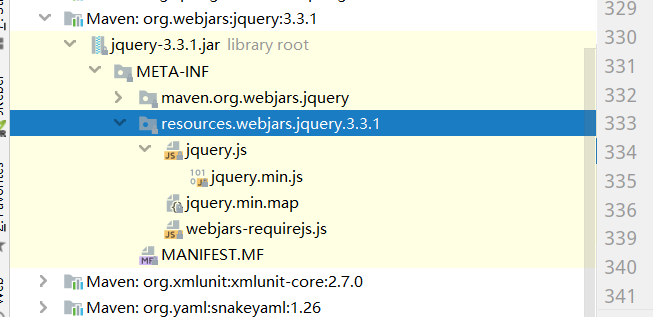 Maven: org.webjars:jquery:3.3.1
jquery-3.3.1.jar library root
META-INF
maven.org.webjars.jquery
resources.webjars.jquery.3.3.1
jquery.js
jquery.min.js
jquery.min.map
webjars-requirejs.js
MANIFEST.MF
Maven: org.xmlunit:xmlunit-core:2.7.0
Maven: org.yaml:snakeyaml:1.26
329
330
331
332
333
334
335
336
339
340
341